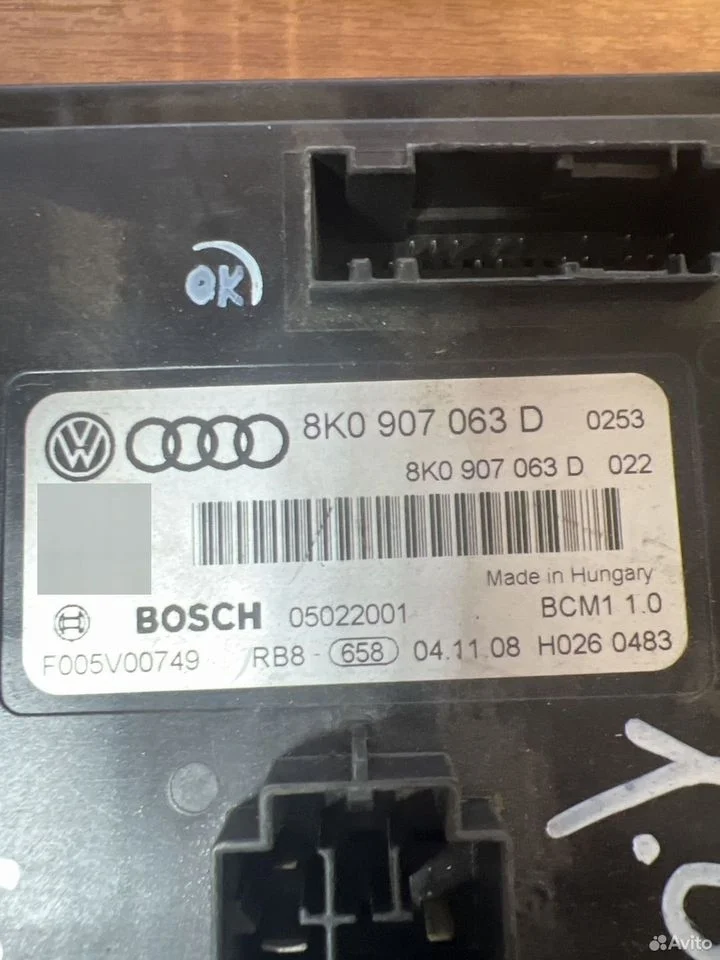 OK
8K0 907 063 D 0253
8K0 907 063 D 022
Made in Hungary
BOSCH 05022001 BCM1 1.0
F005V00749 RB8 - 658 04.11.08 H026 0483
Avito